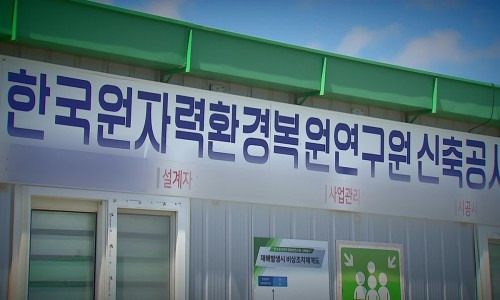 한국원자력환경복원연구원 신축공사
설계자
사업관리
시공사
재해발생시 비상조치체계도